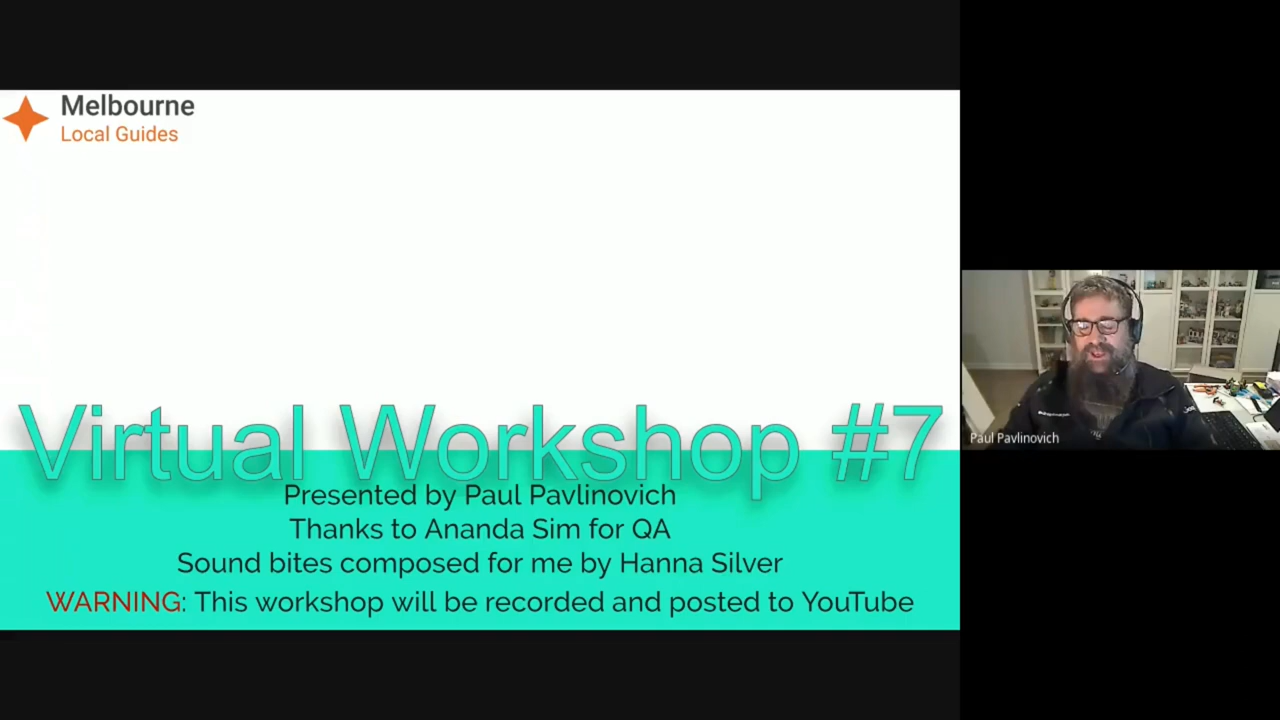 Melbourne
Local Guides
Virtual Workshop #7
Presented by Paul Pavlinovich
Thanks to Ananda Sim for QA
Sound bites composed for me by Hanna Silver
WARNING: This workshop will be recorded and posted to YouTube
Paul Pavlinovich